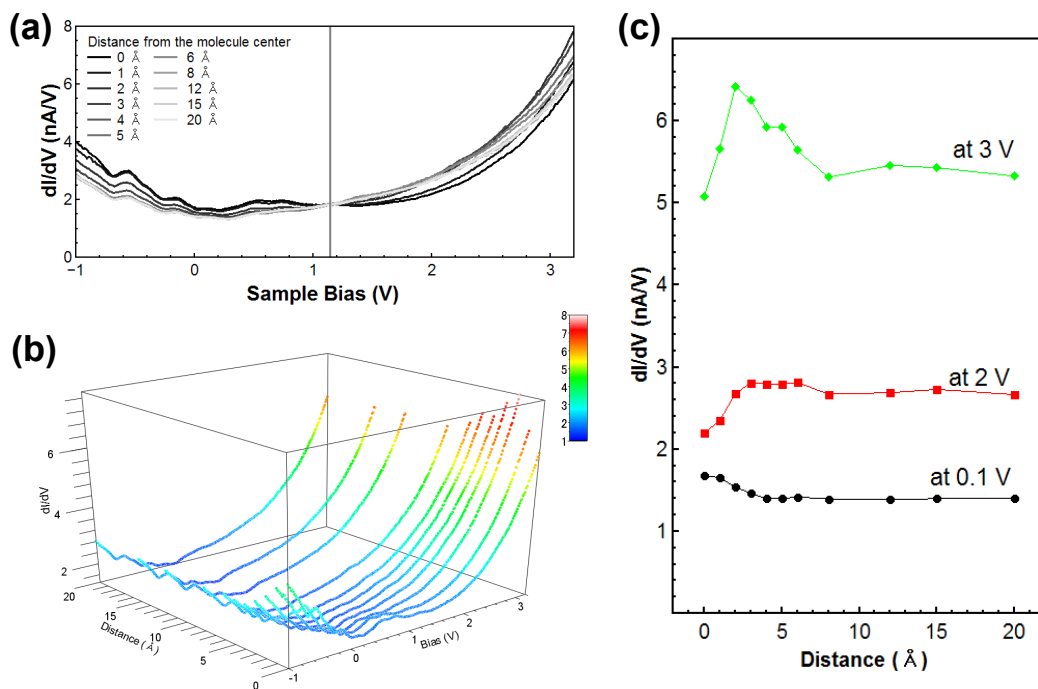 (a)
8
6
4
2
0
dI/dV (nA/V)
Distance from the molecule center
0 Å
1 Å
2 Å
3 Å
4 Å
5 Å
6 Å
8 Å
12 Å
15 Å
20 Å
-1
0
1
2
3
Sample Bias (V)
(b)
8
7
6
5
4
3
2
1
6
4
2
dI/dV
20
15
10
5
0
Distance (Å)
-1
0
1
2
3
Bias (V)
(c)
6
5
4
3
2
1
dI/dV (nA/V)
at 3 V
at 2 V
at 0.1 V
0
5
10
15
20
Distance (Å)